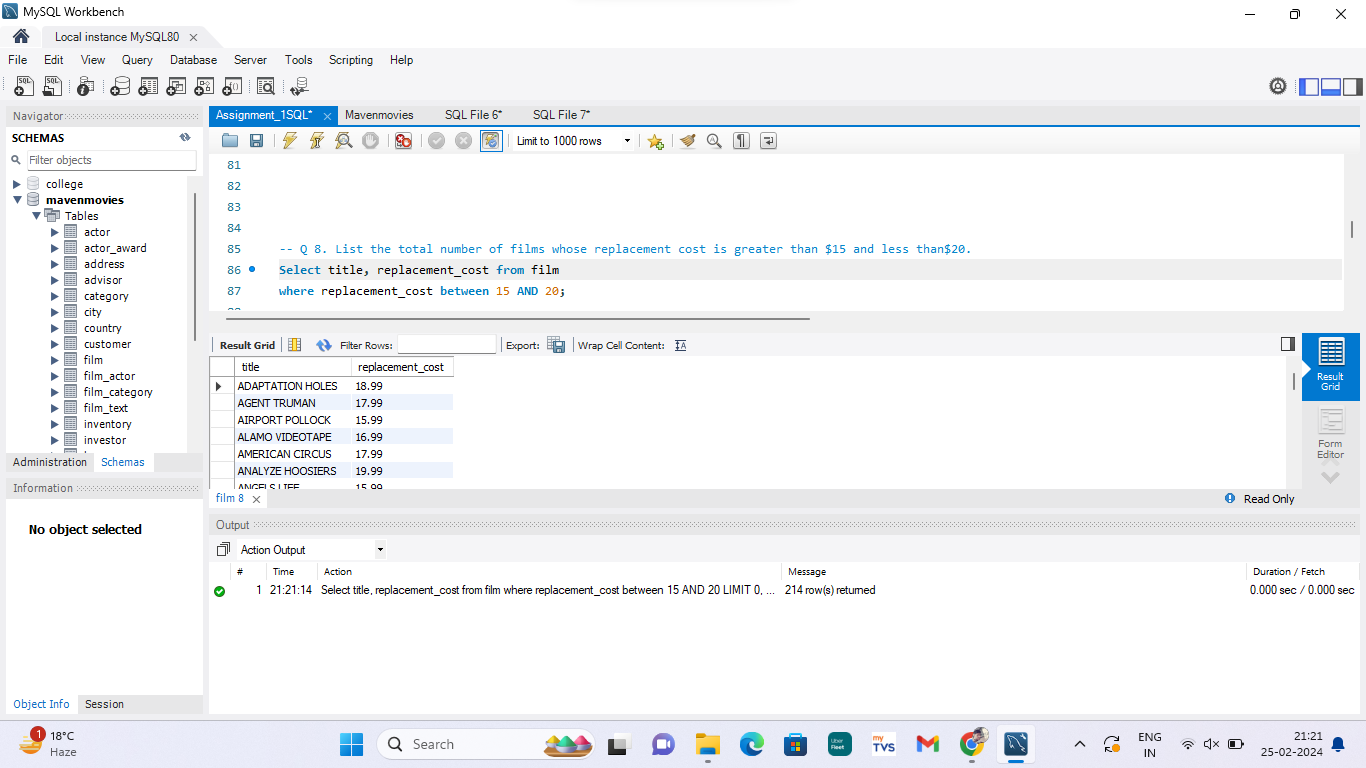 MySQL Workbench
Local instance MySQL80
File Edit View Query Database Server Tools Scripting Help
Navigator
SCHEMAS
Filter objects
college
mavenmovies
Tables
actor
actor_award
address
advisor
category
city
country
customer
film
film_actor
film_category
film_text
inventory
investor
Administration Schemas
Information
No object selected
Object Info Session
Assignment_1SQL* Mavenmovies SQL File 6* SQL File 7*
Limit to 1000 rows
81
82
83
84
85 -- Q 8. List the total number of films whose replacement cost is greater than $15 and less than$20.
86 Select title, replacement_cost from film
87 where replacement_cost between 15 AND 20;
Result Grid Filter Rows: Export: Wrap Cell Content:
title replacement_cost
ADAPTATION HOLES 18.99
AGENT TRUMAN 17.99
AIRPORT POLLOCK 15.99
ALAMO VIDEOTAPE 16.99
AMERICAN CIRCUS 17.99
ANALYZE HOOSIERS 19.99
ANGELS LIFE 15.99
Result Grid
Form Editor
film 8
Read Only
Output
Action Output
# Time Action Message Duration / Fetch
1 21:21:14 Select title, replacement_cost from film where replacement_cost between 15 AND 20 LIMIT 0, ... 214 row(s) returned 0.000 sec / 0.000 sec
1
18°C
Haze
Search
Uber Fleet
my TVS
ENG
IN
21:21
25-02-2024